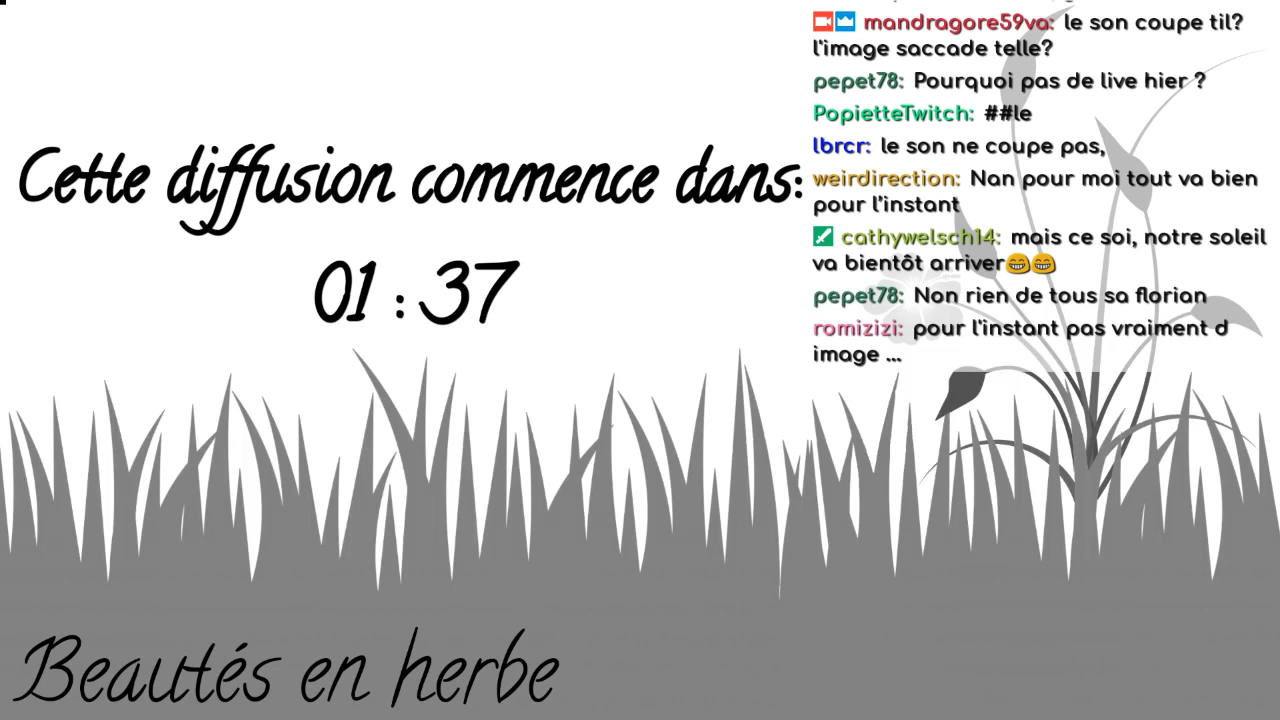 Cette diffusion commence dans:
01 : 37
mandragore59va: le son coupe til?
l'image saccade telle?
pepet78: Pourquoi pas de live hier ?
PopietteTwitch: ##le
lbrcr: le son ne coupe pas,
weirdirection: Nan pour moi tout va bien
pour l'instant
cathywelsch14: mais ce soi, notre soleil
va bientôt arriver😁😁
pepet78: Non rien de tous sa florian
romizizi: pour l'instant pas vraiment d
image ...
Beautés en herbe